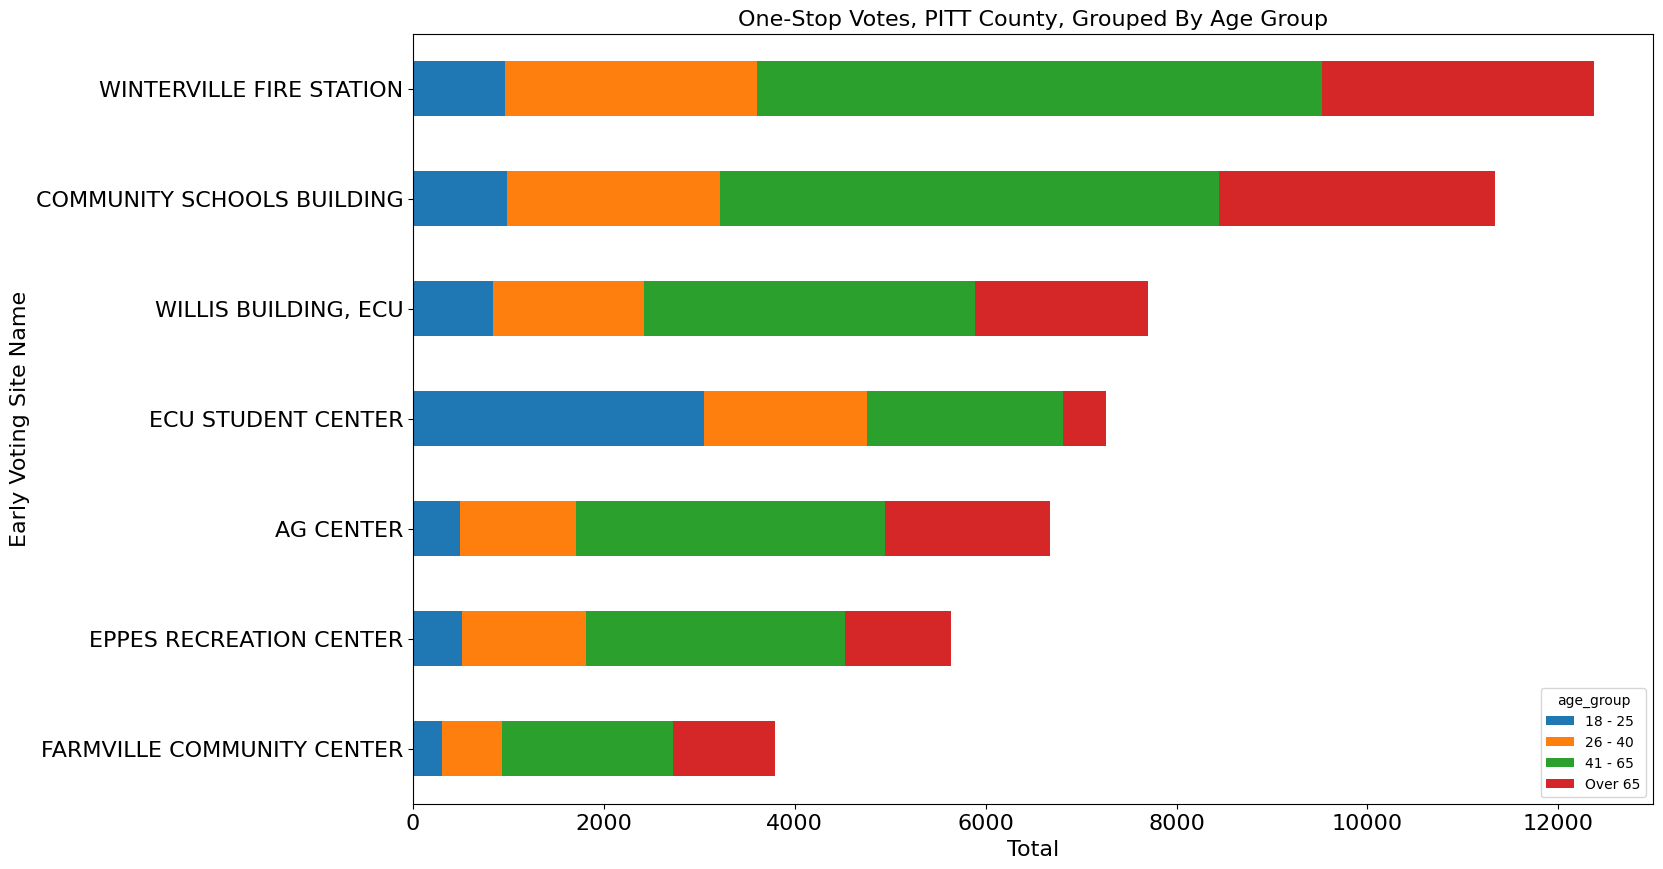 One-Stop Votes, PITT County, Grouped By Age Group
Early Voting Site Name
WINTERVILLE FIRE STATION
COMMUNITY SCHOOLS BUILDING
WILLIS BUILDING, ECU
ECU STUDENT CENTER
AG CENTER
EPPES RECREATION CENTER
FARMVILLE COMMUNITY CENTER
age_group
18 - 25
26 - 40
41 - 65
Over 65
0 2000 4000 6000 8000 10000 12000
Total